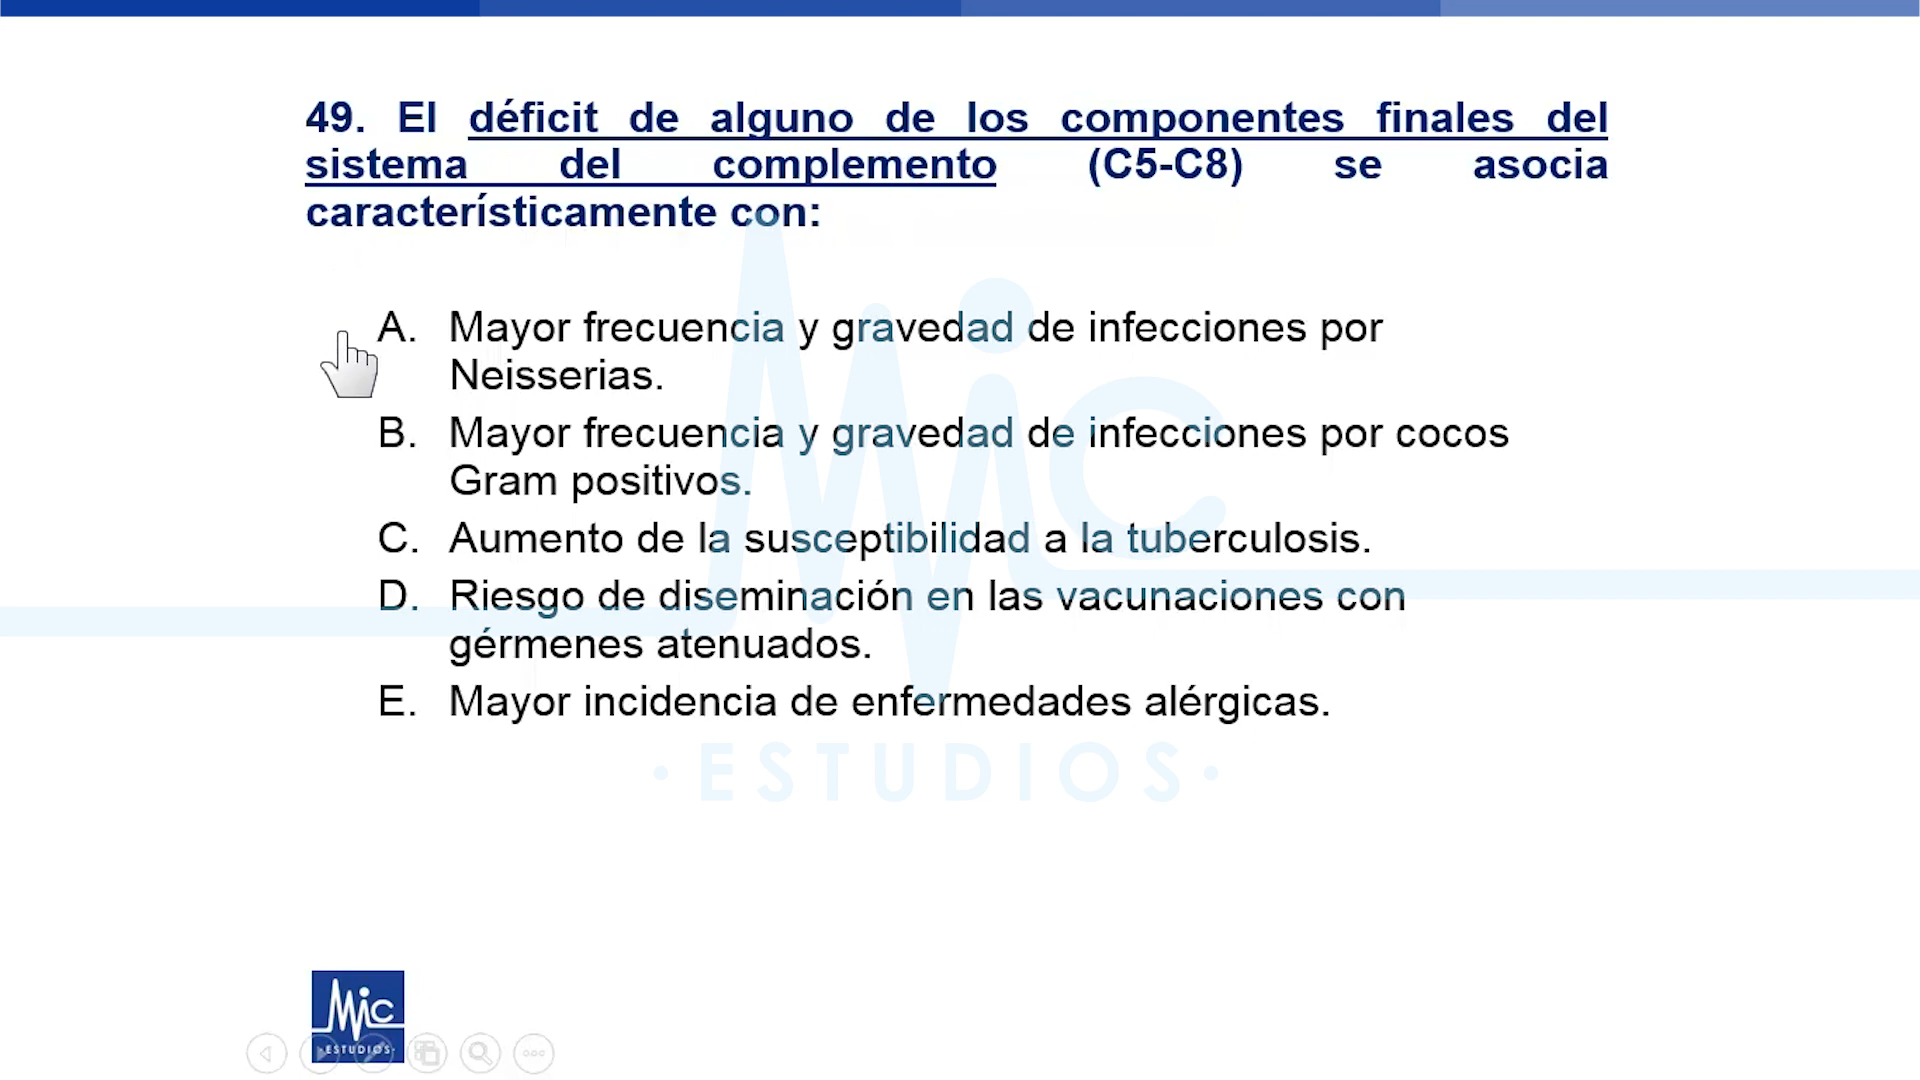 49. El déficit de alguno de los componentes finales del
sistema del complemento (C5-C8) se asocia
característicamente con:
A. Mayor frecuencia y gravedad de infecciones por
Neisserias.
B. Mayor frecuencia y gravedad de infecciones por cocos
Gram positivos.
C. Aumento de la susceptibilidad a la tuberculosis.
D. Riesgo de diseminación en las vacunaciones con
gérmenes atenuados.
E. Mayor incidencia de enfermedades alérgicas.
Mic
·ESTUDIOS·
Mic
·ESTUDIOS·